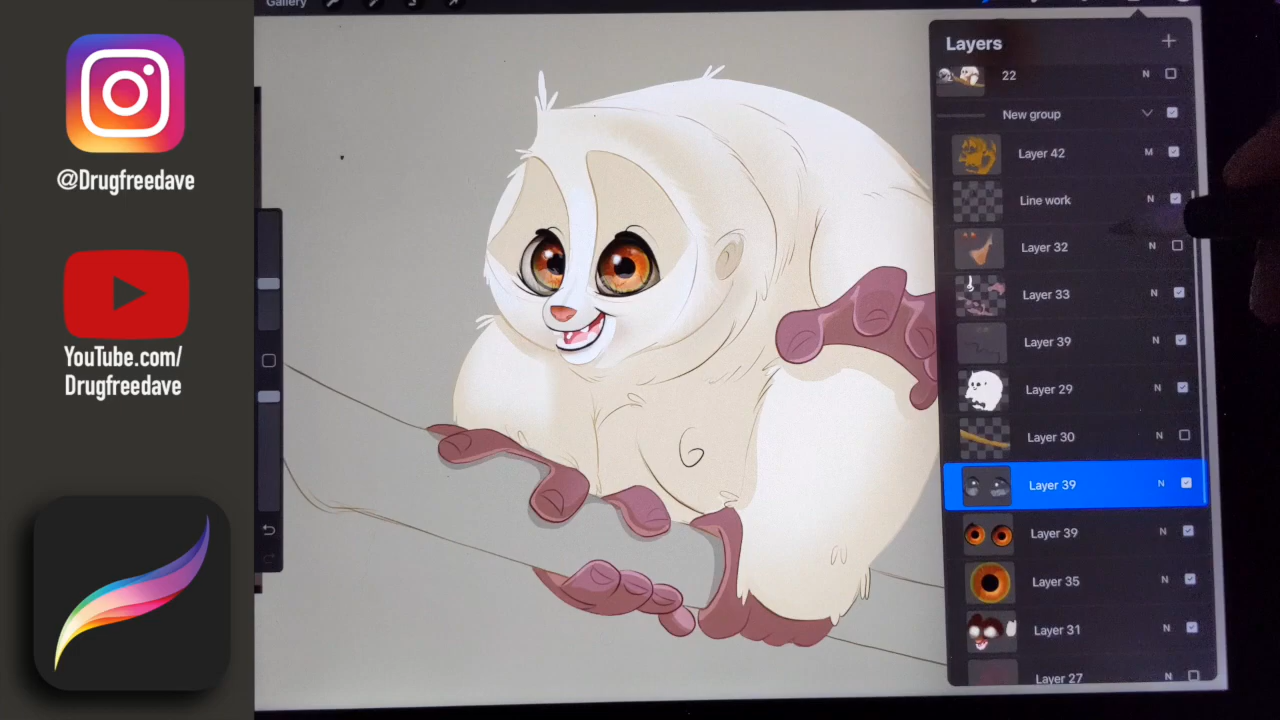 Gallery
@Drugfreedave
YouTube.com/
Drugfreedave
Layers
22 N
New group
Layer 42 M
Line work N
Layer 32 N
Layer 33 N
Layer 39 N
Layer 29 N
Layer 30 N
Layer 39 N
Layer 39 N
Layer 35 N
Layer 31 N
Layer 27 N